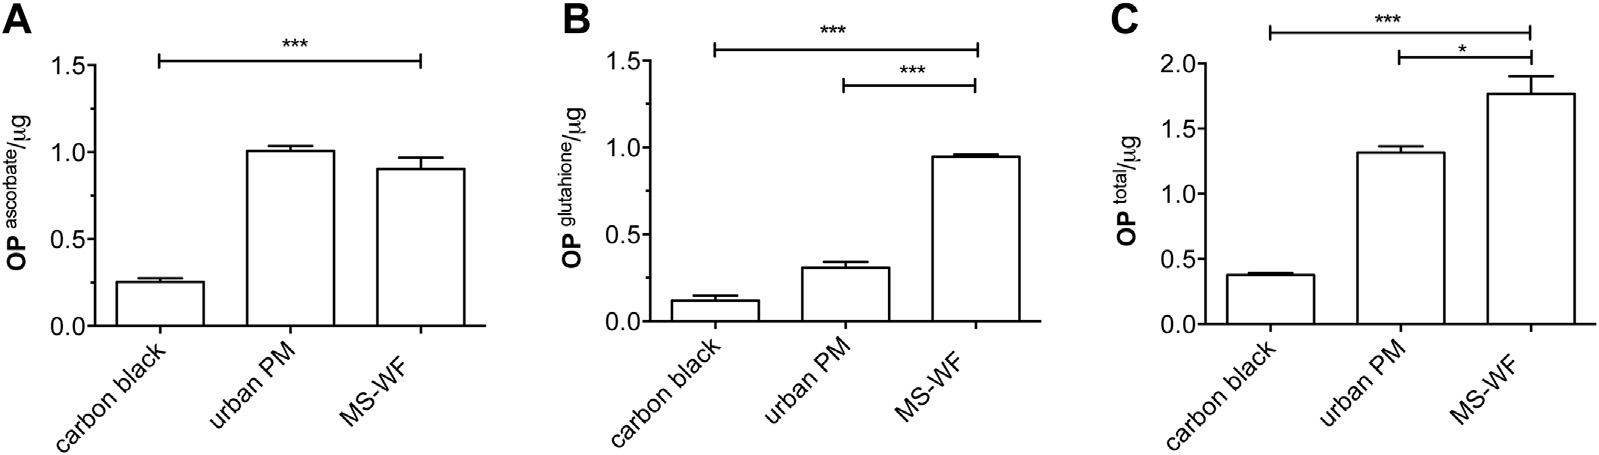 A
***
1.5
1.0
0.5
0.0
OP ascorbate/μg
carbon black
urban PM
MS-WF
B
***
***
1.5
1.0
0.5
0.0
OP glutahione/μg
carbon black
urban PM
MS-WF
C
***
*
2.0
1.5
1.0
0.5
0.0
OP total/μg
carbon black
urban PM
MS-WF